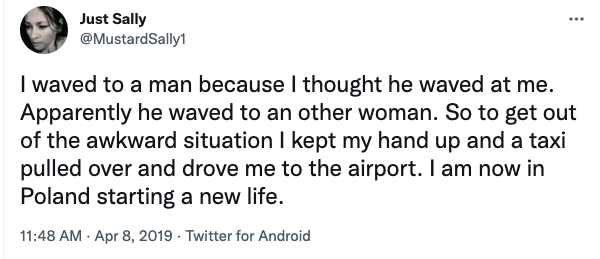 Just Sally
@MustardSally1
I waved to a man because I thought he waved at me.
Apparently he waved to an other woman. So to get out
of the awkward situation I kept my hand up and a taxi
pulled over and drove me to the airport. I am now in
Poland starting a new life.
11:48 AM · Apr 8, 2019 · Twitter for Android